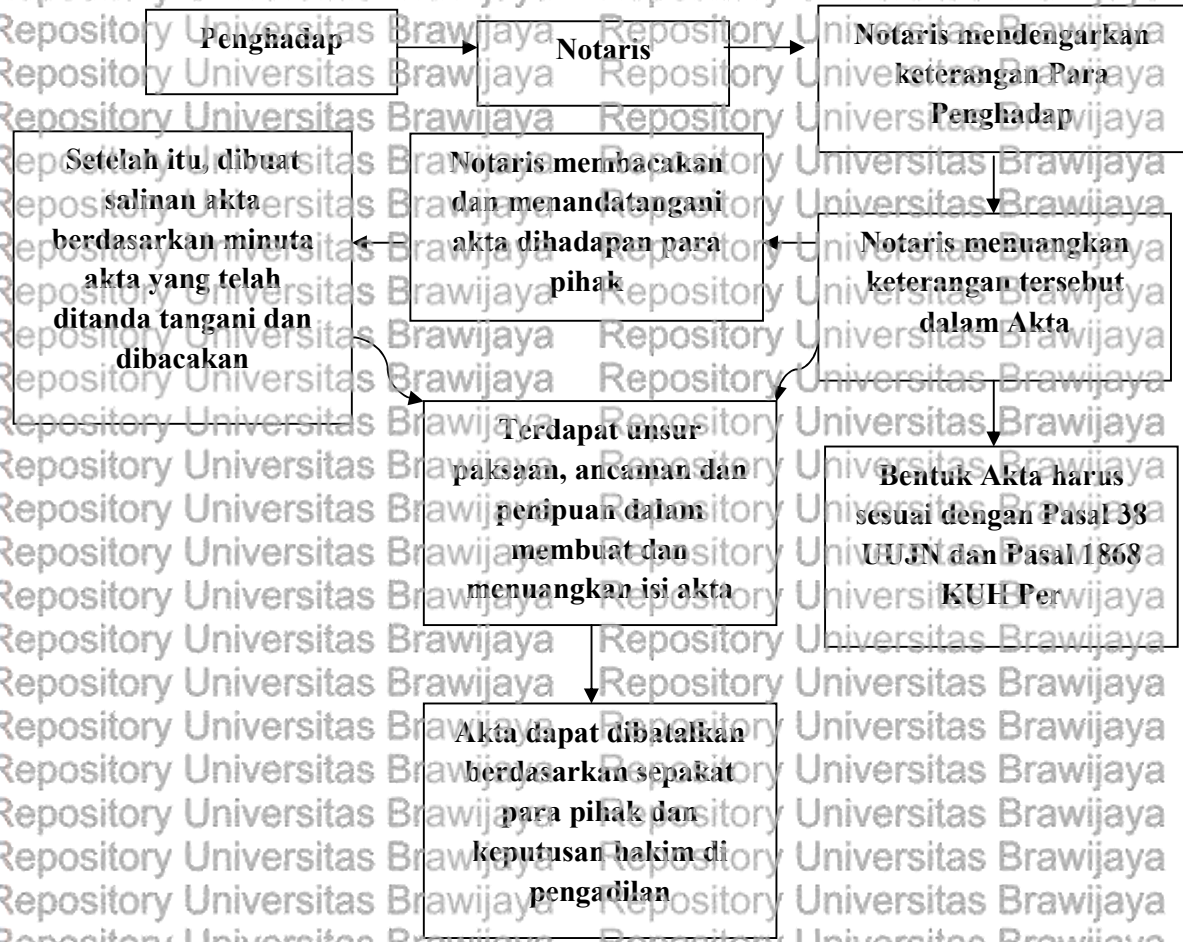 Penghadap
Notaris
Notaris mendengarkan
keterangan Para
Penghadap
Notaris menuangkan
keterangan tersebut
dalam Akta
Notaris membacakan
dan menandatangani
akta dihadapan para
pihak
Setelah itu, dibuat
salinan akta
berdasarkan minuta
akta yang telah
ditanda tangani dan
dibacakan
Terdapat unsur
paksaan, ancaman dan
penipuan dalam
membuat dan
menuangkan isi akta
Bentuk Akta harus
sesuai dengan Pasal 38
UUJN dan Pasal 1868
KUH Per
Akta dapat dibatalkan
berdasarkan sepakat
para pihak dan
keputusan hakim di
pengadilan
Repository Universitas Brawijaya